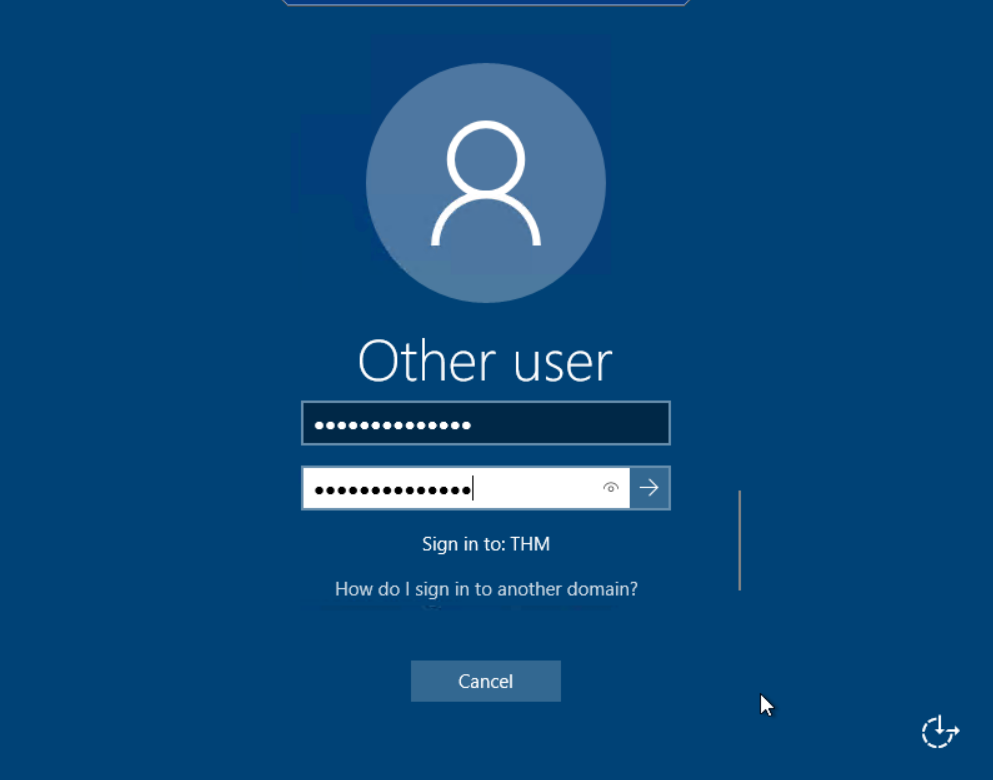 Other user
••••••••••••••
••••••••••••••
Sign in to: THM
How do I sign in to another domain?
Cancel